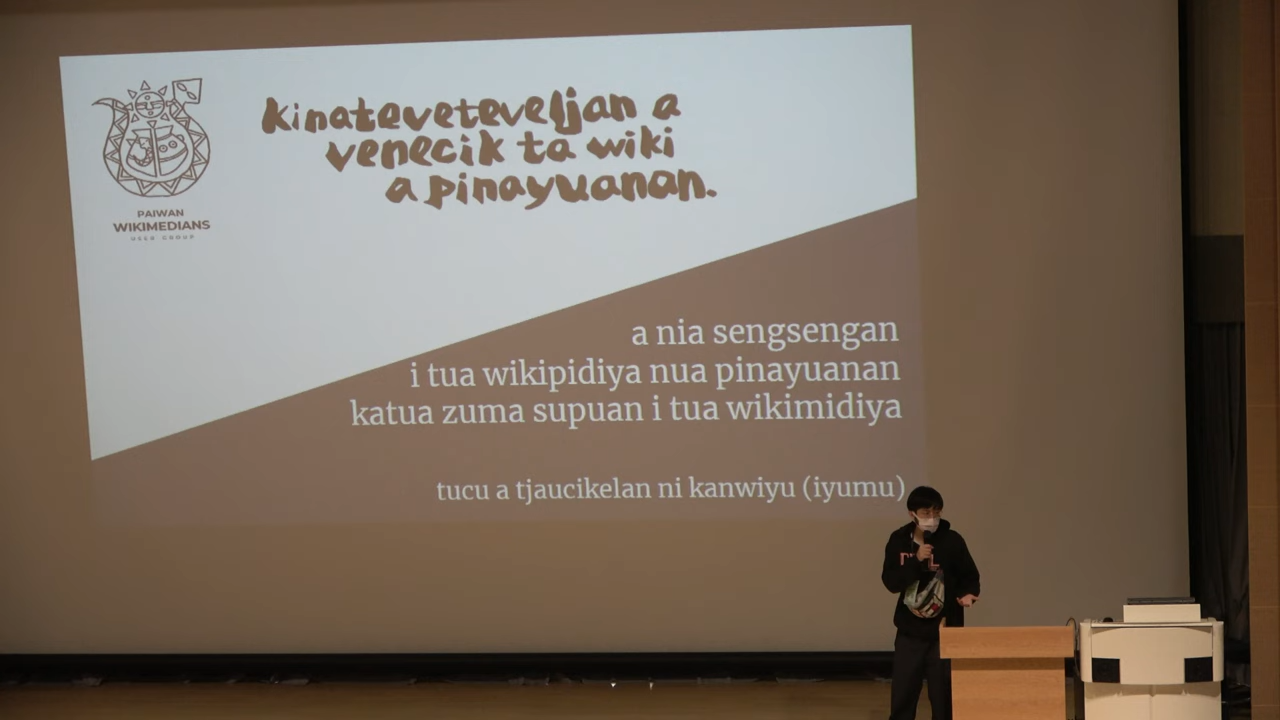 PAIWAN
WIKIMEDIANS
USER GROUP
kinateveteveljan a
venecik ta wiki
a pinayuanan.
a nia sengsengan
i tua wikipidiya nua pinayuanan
katua zuma supuan i tua wikimidiya
tucu a tjaucikelan ni kanwiyu (iyumu)